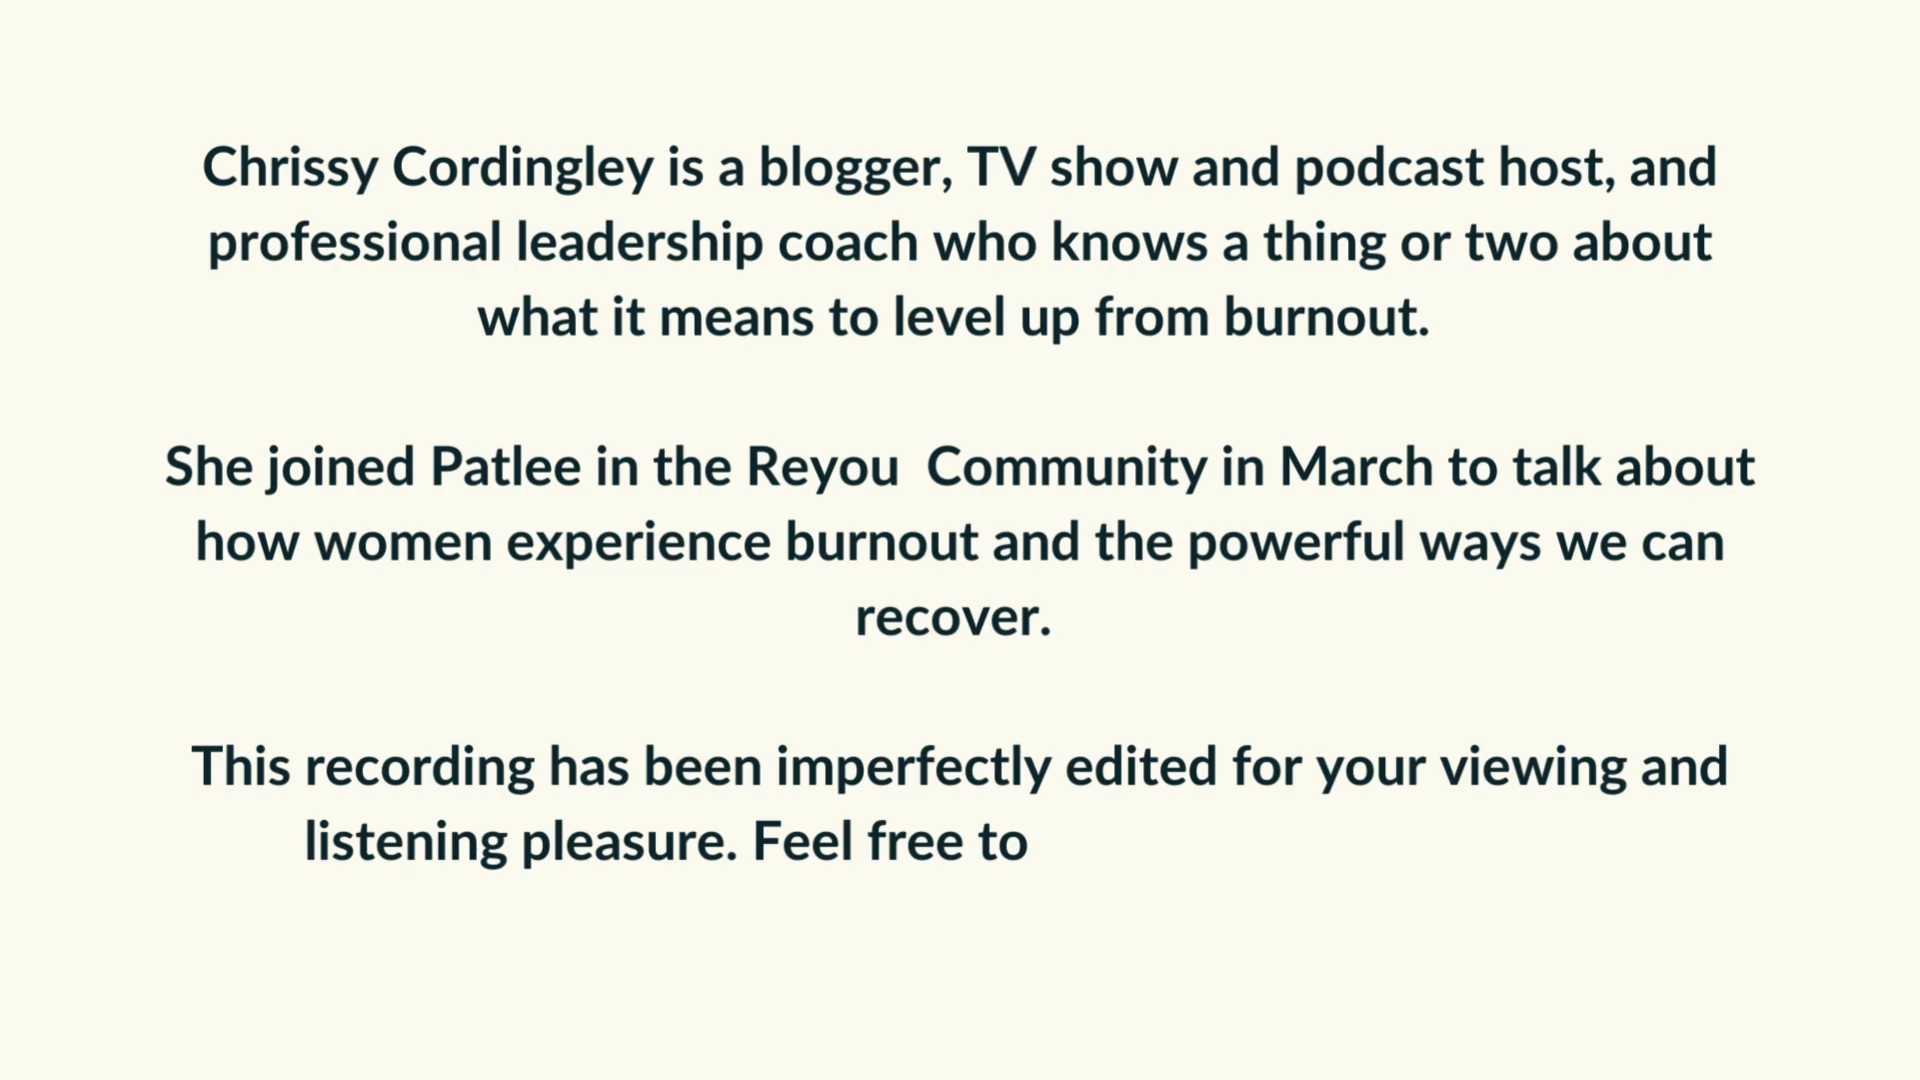 Chrissy Cordingley is a blogger, TV show and podcast host, and
professional leadership coach who knows a thing or two about
what it means to level up from burnout.
She joined Patlee in the Reyou  Community in March to talk about
how women experience burnout and the powerful ways we can
recover.
This recording has been imperfectly edited for your viewing and
listening pleasure. Feel free to